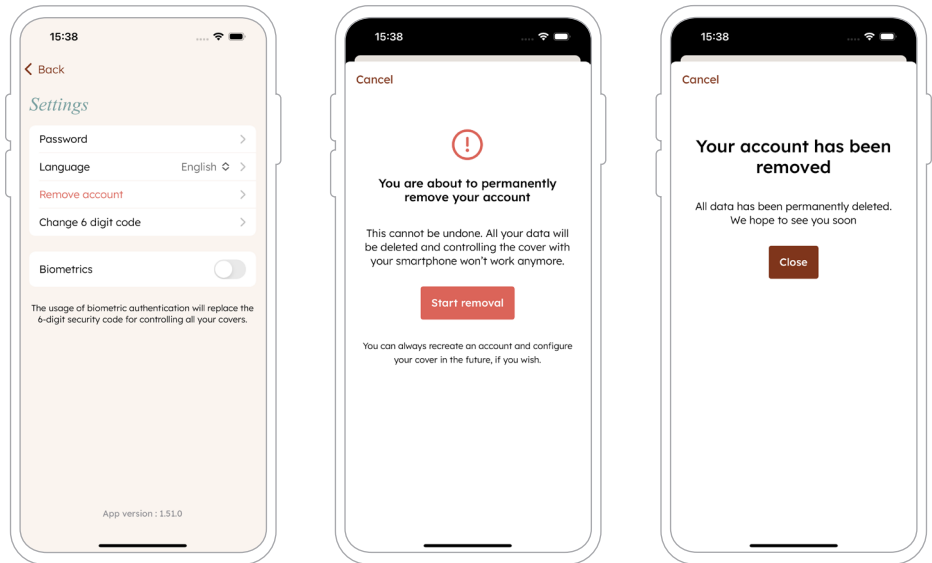 15:38
Back
Settings
Password
Language English
Remove account
Change 6 digit code
Biometrics
The usage of biometric authentication will replace the
6-digit security code for controlling all your covers.
App version : 1.51.0
15:38
Cancel
You are about to permanently
remove your account
This cannot be undone. All your data will
be deleted and controlling the cover with
your smartphone won't work anymore.
Start removal
You can always recreate an account and configure
your cover in the future, if you wish.
15:38
Cancel
Your account has been
removed
All data has been permanently deleted.
We hope to see you soon
Close